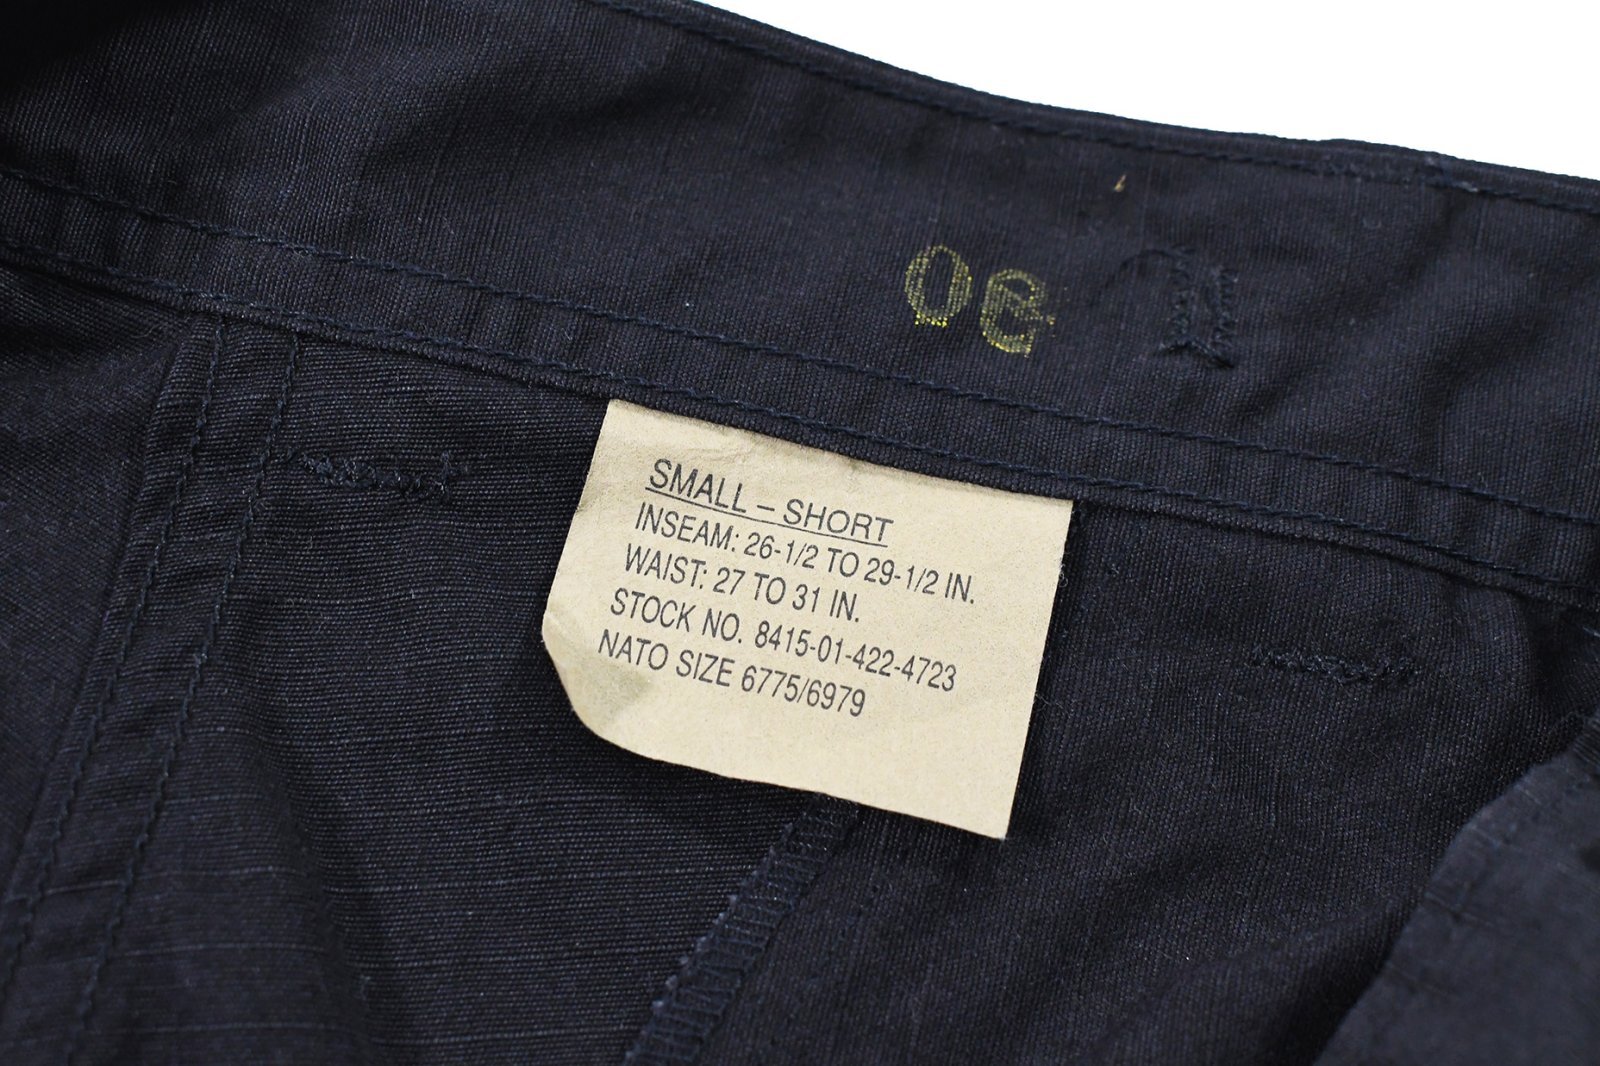 SMALL – SHORT
INSEAM: 26-1/2 TO 29-1/2 IN.
WAIST: 27 TO 31 IN.
STOCK NO. 8415-01-422-4723
NATO SIZE 6775/6979